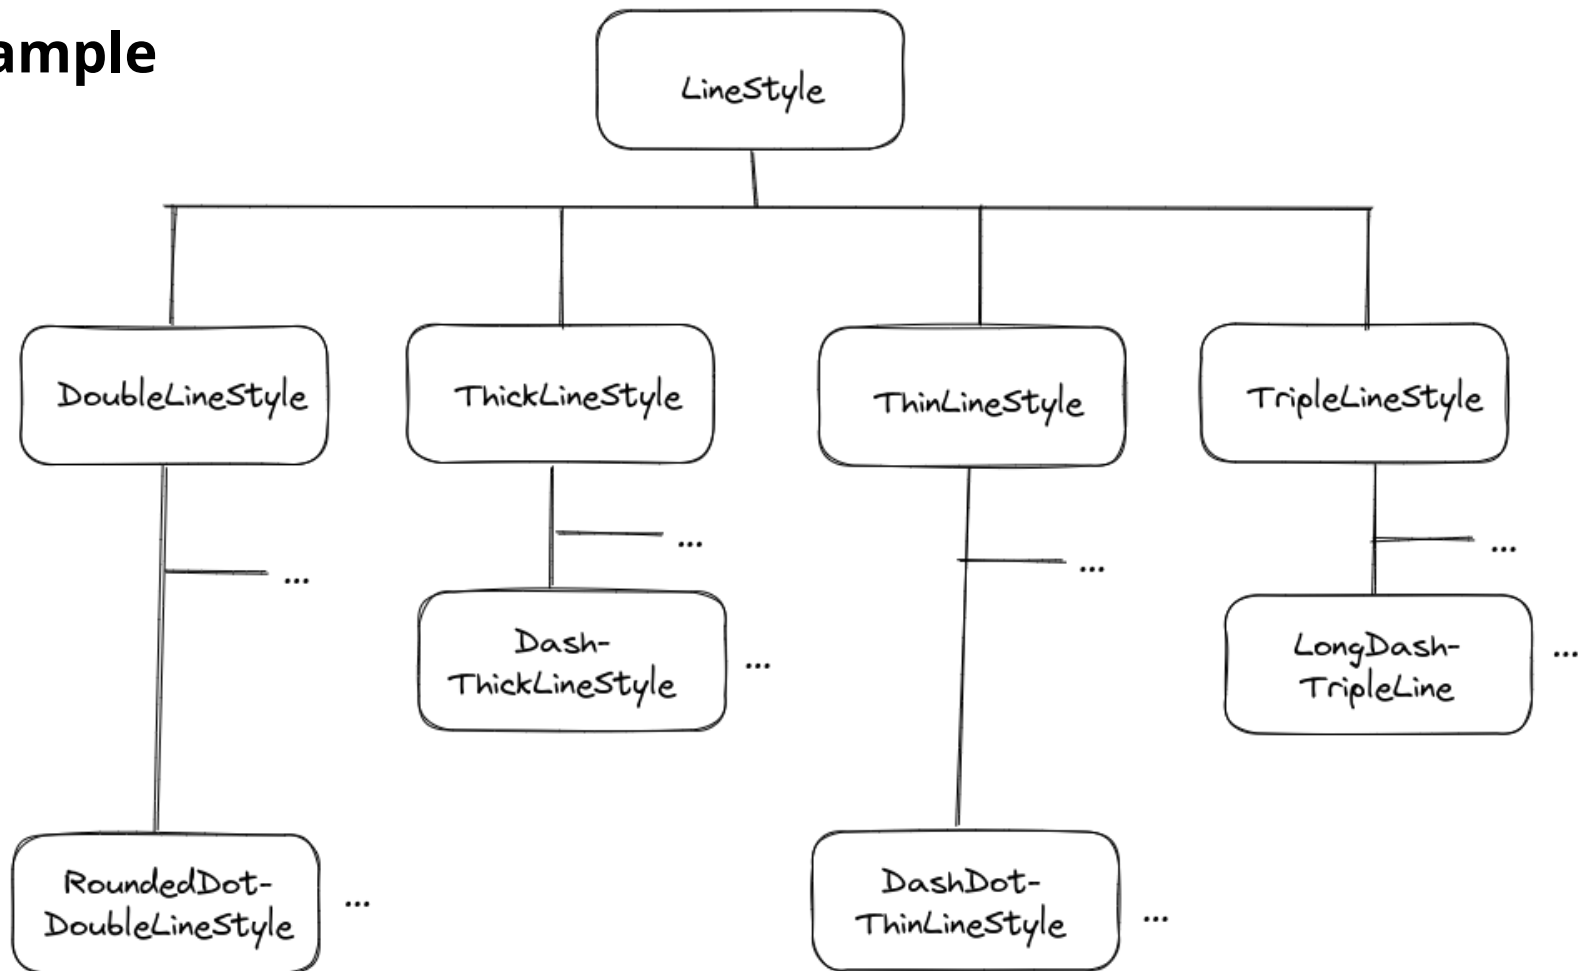 ample
LineStyle
DoubleLineStyle
ThickLineStyle
ThinLineStyle
TripleLineStyle
...
...
...
...
Dash-
ThickLineStyle
...
LongDash-
TripleLine
...
RoundedDot-
DoubleLineStyle
...
DashDot-
ThinLineStyle
...